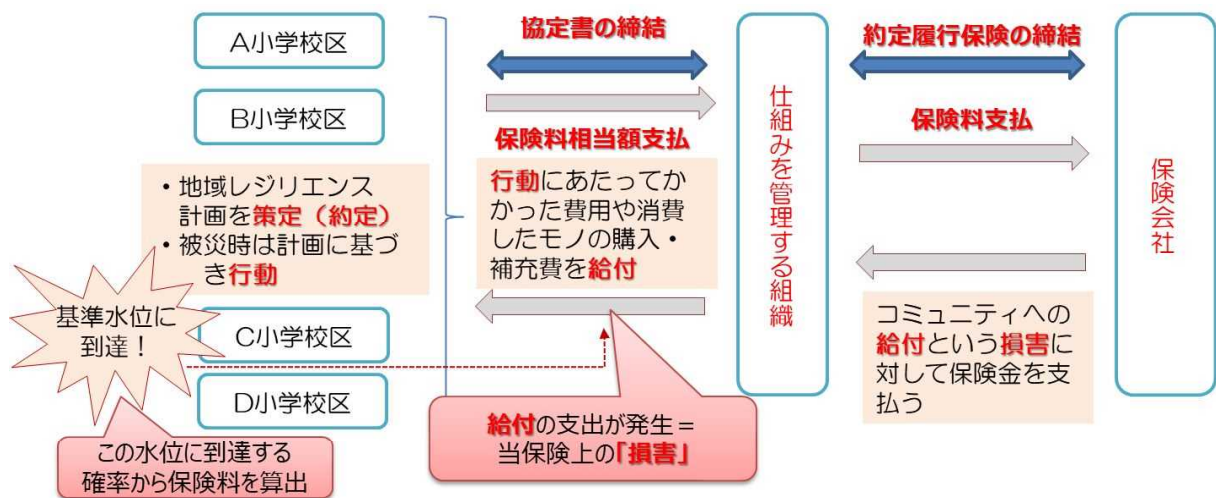 A小学校区
B小学校区
・地域レジリエンス
計画を策定（約定）
・被災時は計画に基づ
き行動
基準水位に
到達！
C小学校区
D小学校区
この水位に到達する
確率から保険料を算出
協定書の締結
保険料相当額支払
行動にあたってか
かった費用や消費
したモノの購入・
補充費を給付
給付の支出が発生＝
当保険上の「損害」
仕組みを管理する組織
約定履行保険の締結
保険料支払
コミュニティへの
給付という損害に
対して保険金を支
払う
保険会社